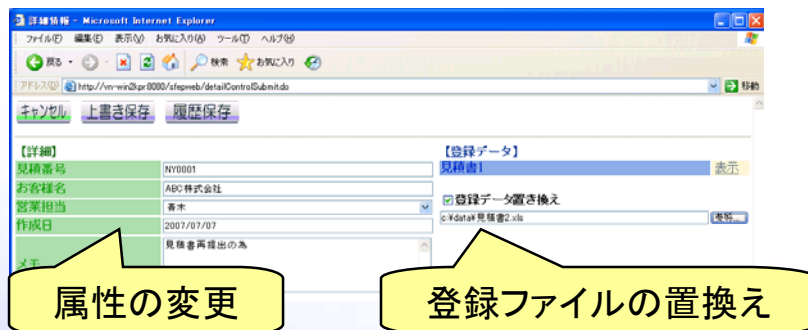 詳細情報 - Microsoft Internet Explorer
ファイル(F) 編集(E) 表示(V) お気に入り(A) ツール(T) ヘルプ(H)
戻る 検索 お気に入り
アドレス(D) http://vm-win2kpr:8080/sfepweb/detailControlSubmit.do 移動
キャンセル 上書き保存 履歴保存
【詳細】
見積番号 NY0001
お客様名 ABC株式会社
営業担当 青木
作成日 2007/07/07
メモ 見積書再提出の為
【登録データ】
見積書1 表示
登録データ置き換え
c:¥data¥見積書2.xls 参照...
属性の変更
登録ファイルの置換え